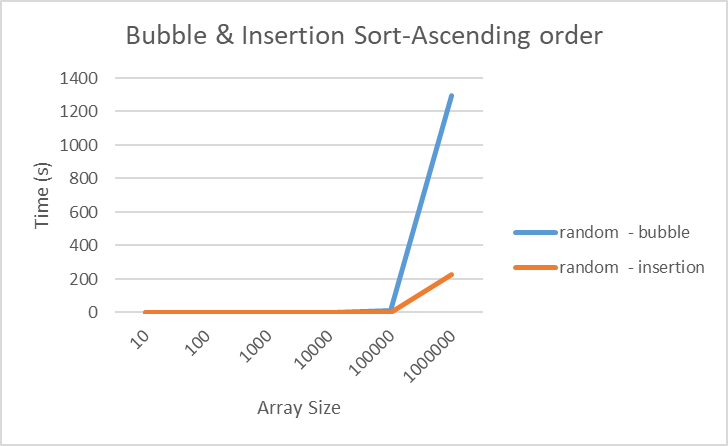 Bubble & Insertion Sort-Ascending order
1400
1200
1000
800
600
400
200
0
Time (s)
10
100
1000
10000
100000
1000000
Array Size
random - bubble
random - insertion